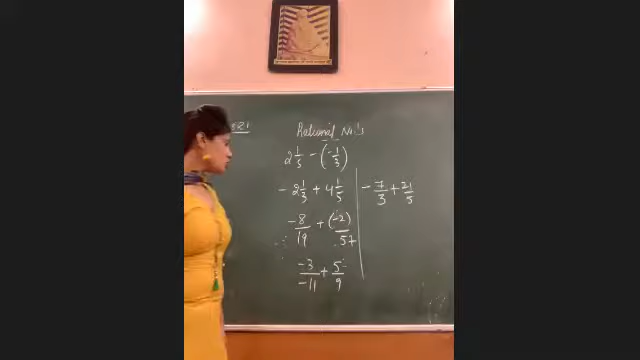 Rational No's
2 1/3 - (-1/3)
- 2 1/3 + 4 1/5
- 7/3 + 21/5
-8/19 + (-2)/57
-3/-11 + 5/9